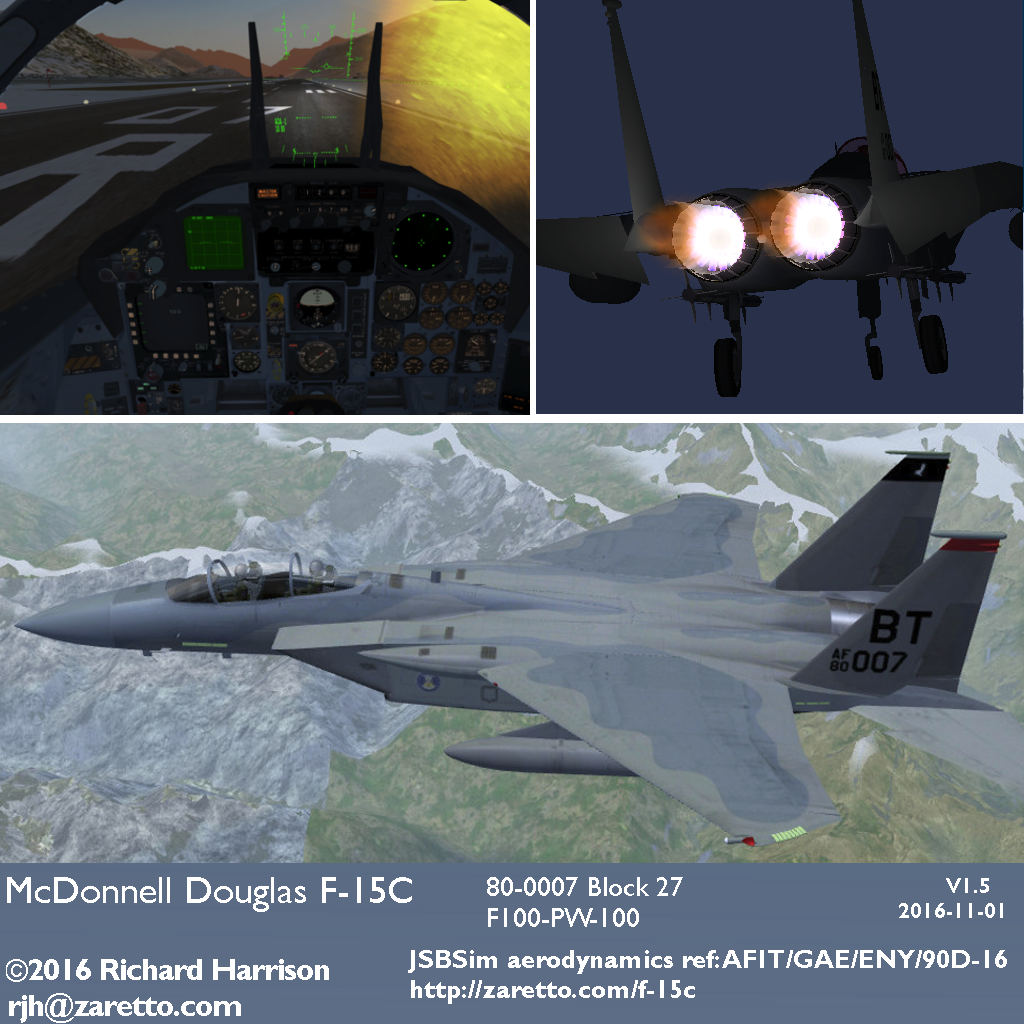 BT
AF
80 007
McDonnell Douglas F-15C
80-0007 Block 27
F100-PW-100
V1.5
2016-11-01
©2016 Richard Harrison
rjh@zaretto.com
JSBSim aerodynamics ref:AFIT/GAE/ENY/90D-16
http://zaretto.com/f-15c